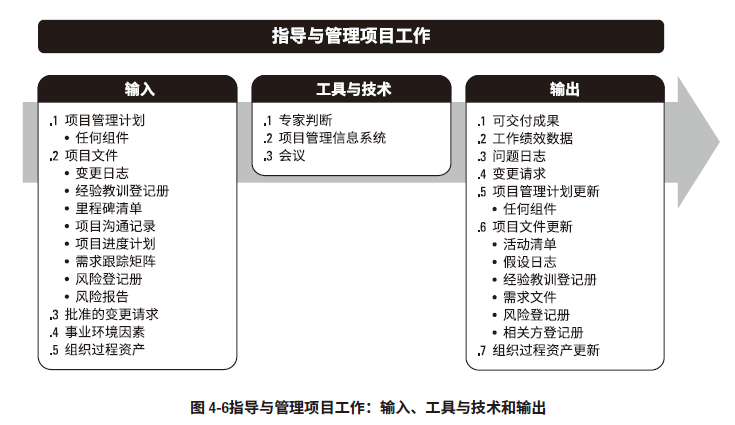 指导与管理项目工作
输入
.1 项目管理计划
• 任何组件
.2 项目文件
• 变更日志
• 经验教训登记册
• 里程碑清单
• 项目沟通记录
• 项目进度计划
• 需求跟踪矩阵
• 风险登记册
• 风险报告
.3 批准的变更请求
.4 事业环境因素
.5 组织过程资产
工具与技术
.1 专家判断
.2 项目管理信息系统
.3 会议
输出
.1 可交付成果
.2 工作绩效数据
.3 问题日志
.4 变更请求
.5 项目管理计划更新
• 任何组件
.6 项目文件更新
• 活动清单
• 假设日志
• 经验教训登记册
• 需求文件
• 风险登记册
• 相关方登记册
.7 组织过程资产更新
图 4-6指导与管理项目工作：输入、工具与技术和输出